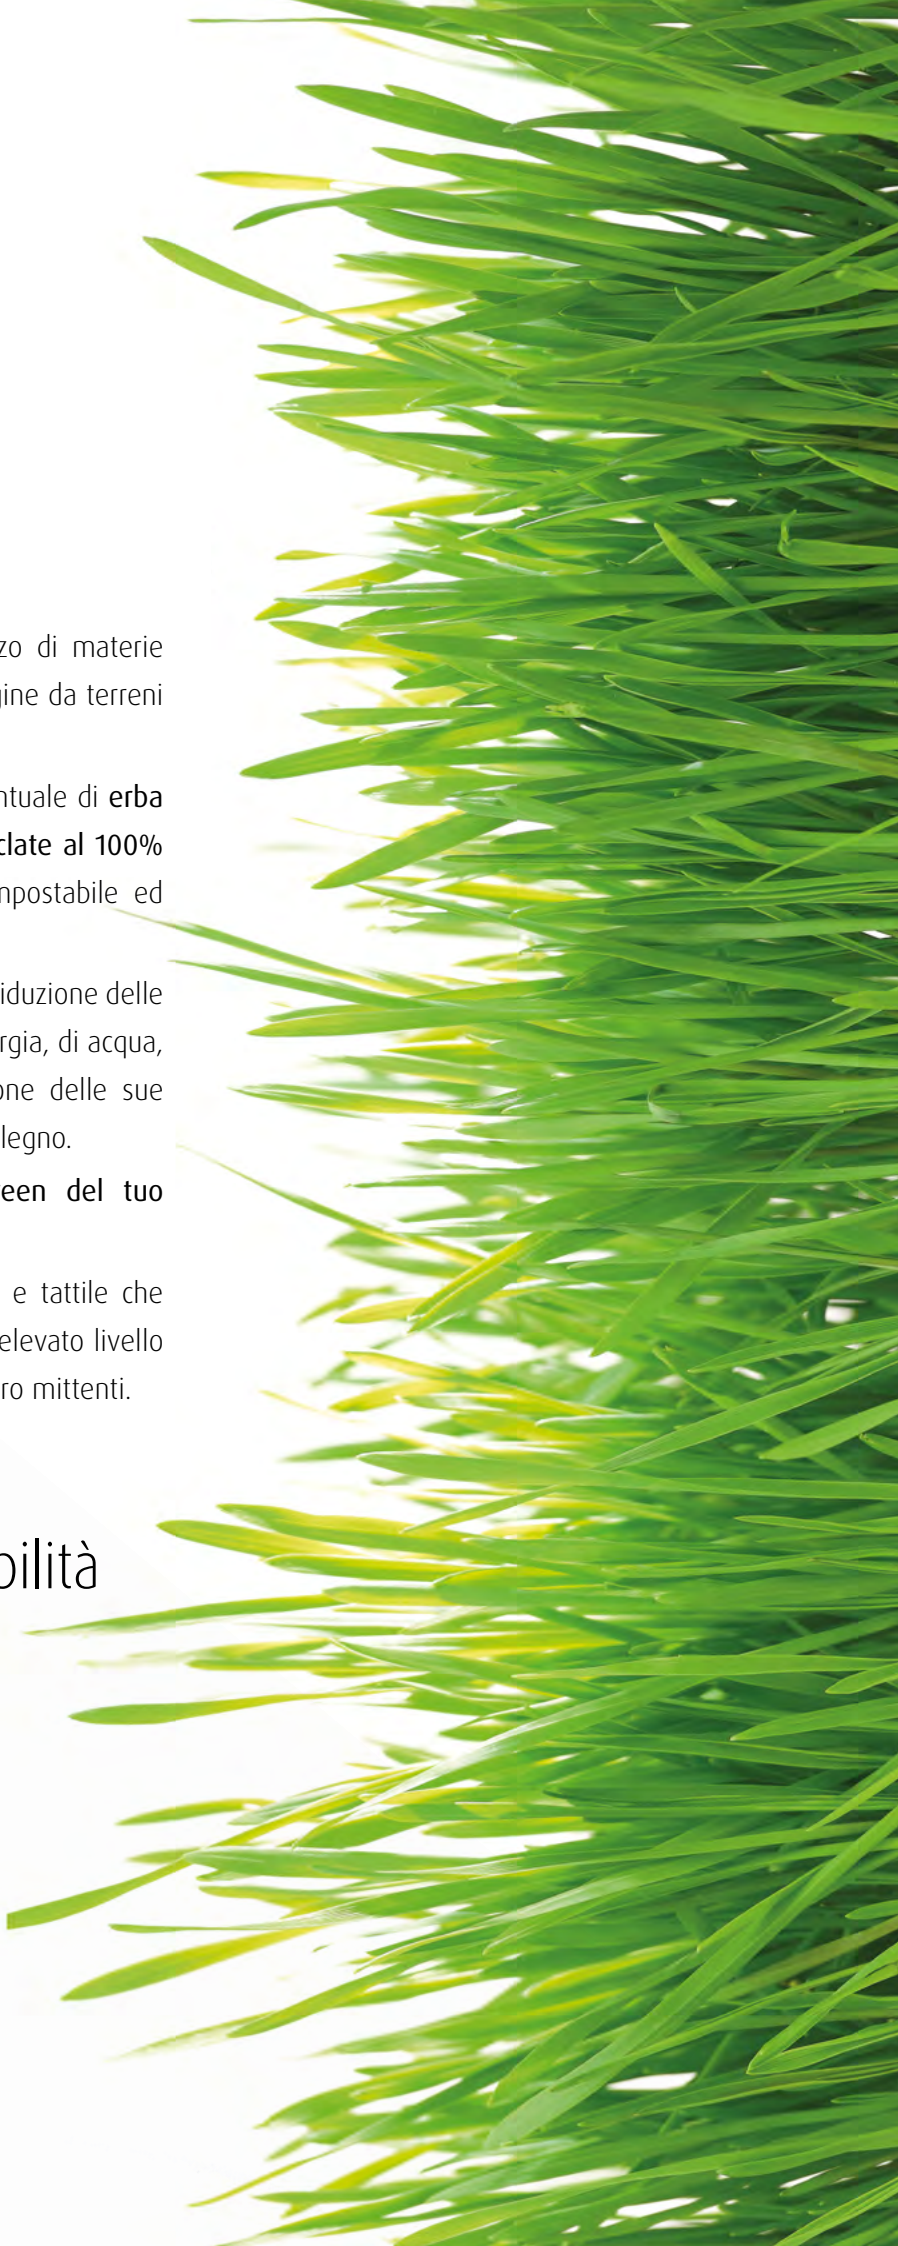 zo di materie
gine da terreni
ntuale di erba
clate al 100%
mpostabile ed
iduzione delle
rgia, di acqua,
one delle sue
legno.
een del tuo
e tattile che
elevato livello
ro mittenti.
bilità